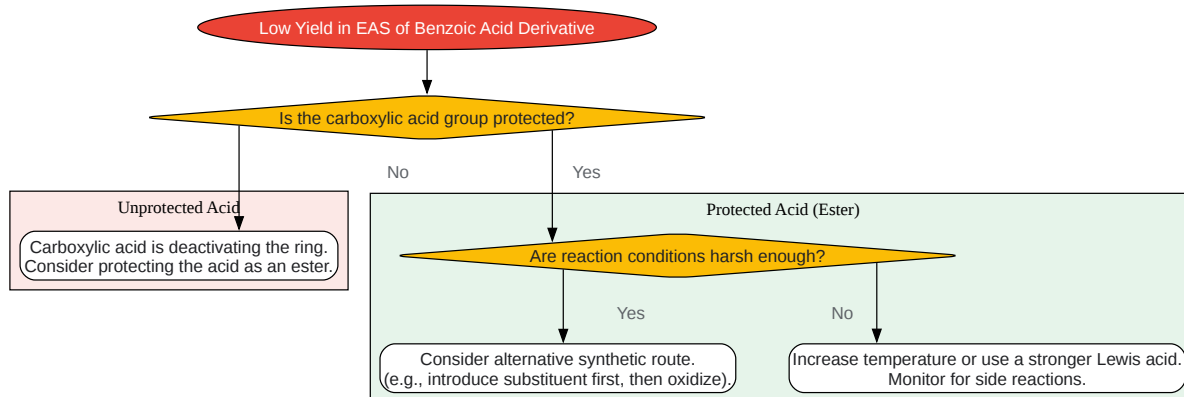 Low Yield in EAS of Benzoic Acid Derivative
Is the carboxylic acid group protected?
No
Yes
Unprotected Acid
Carboxylic acid is deactivating the ring.
Consider protecting the acid as an ester.
Protected Acid (Ester)
Are reaction conditions harsh enough?
Yes
No
Consider alternative synthetic route.
(e.g., introduce substituent first, then oxidize).
Increase temperature or use a stronger Lewis acid.
Monitor for side reactions.